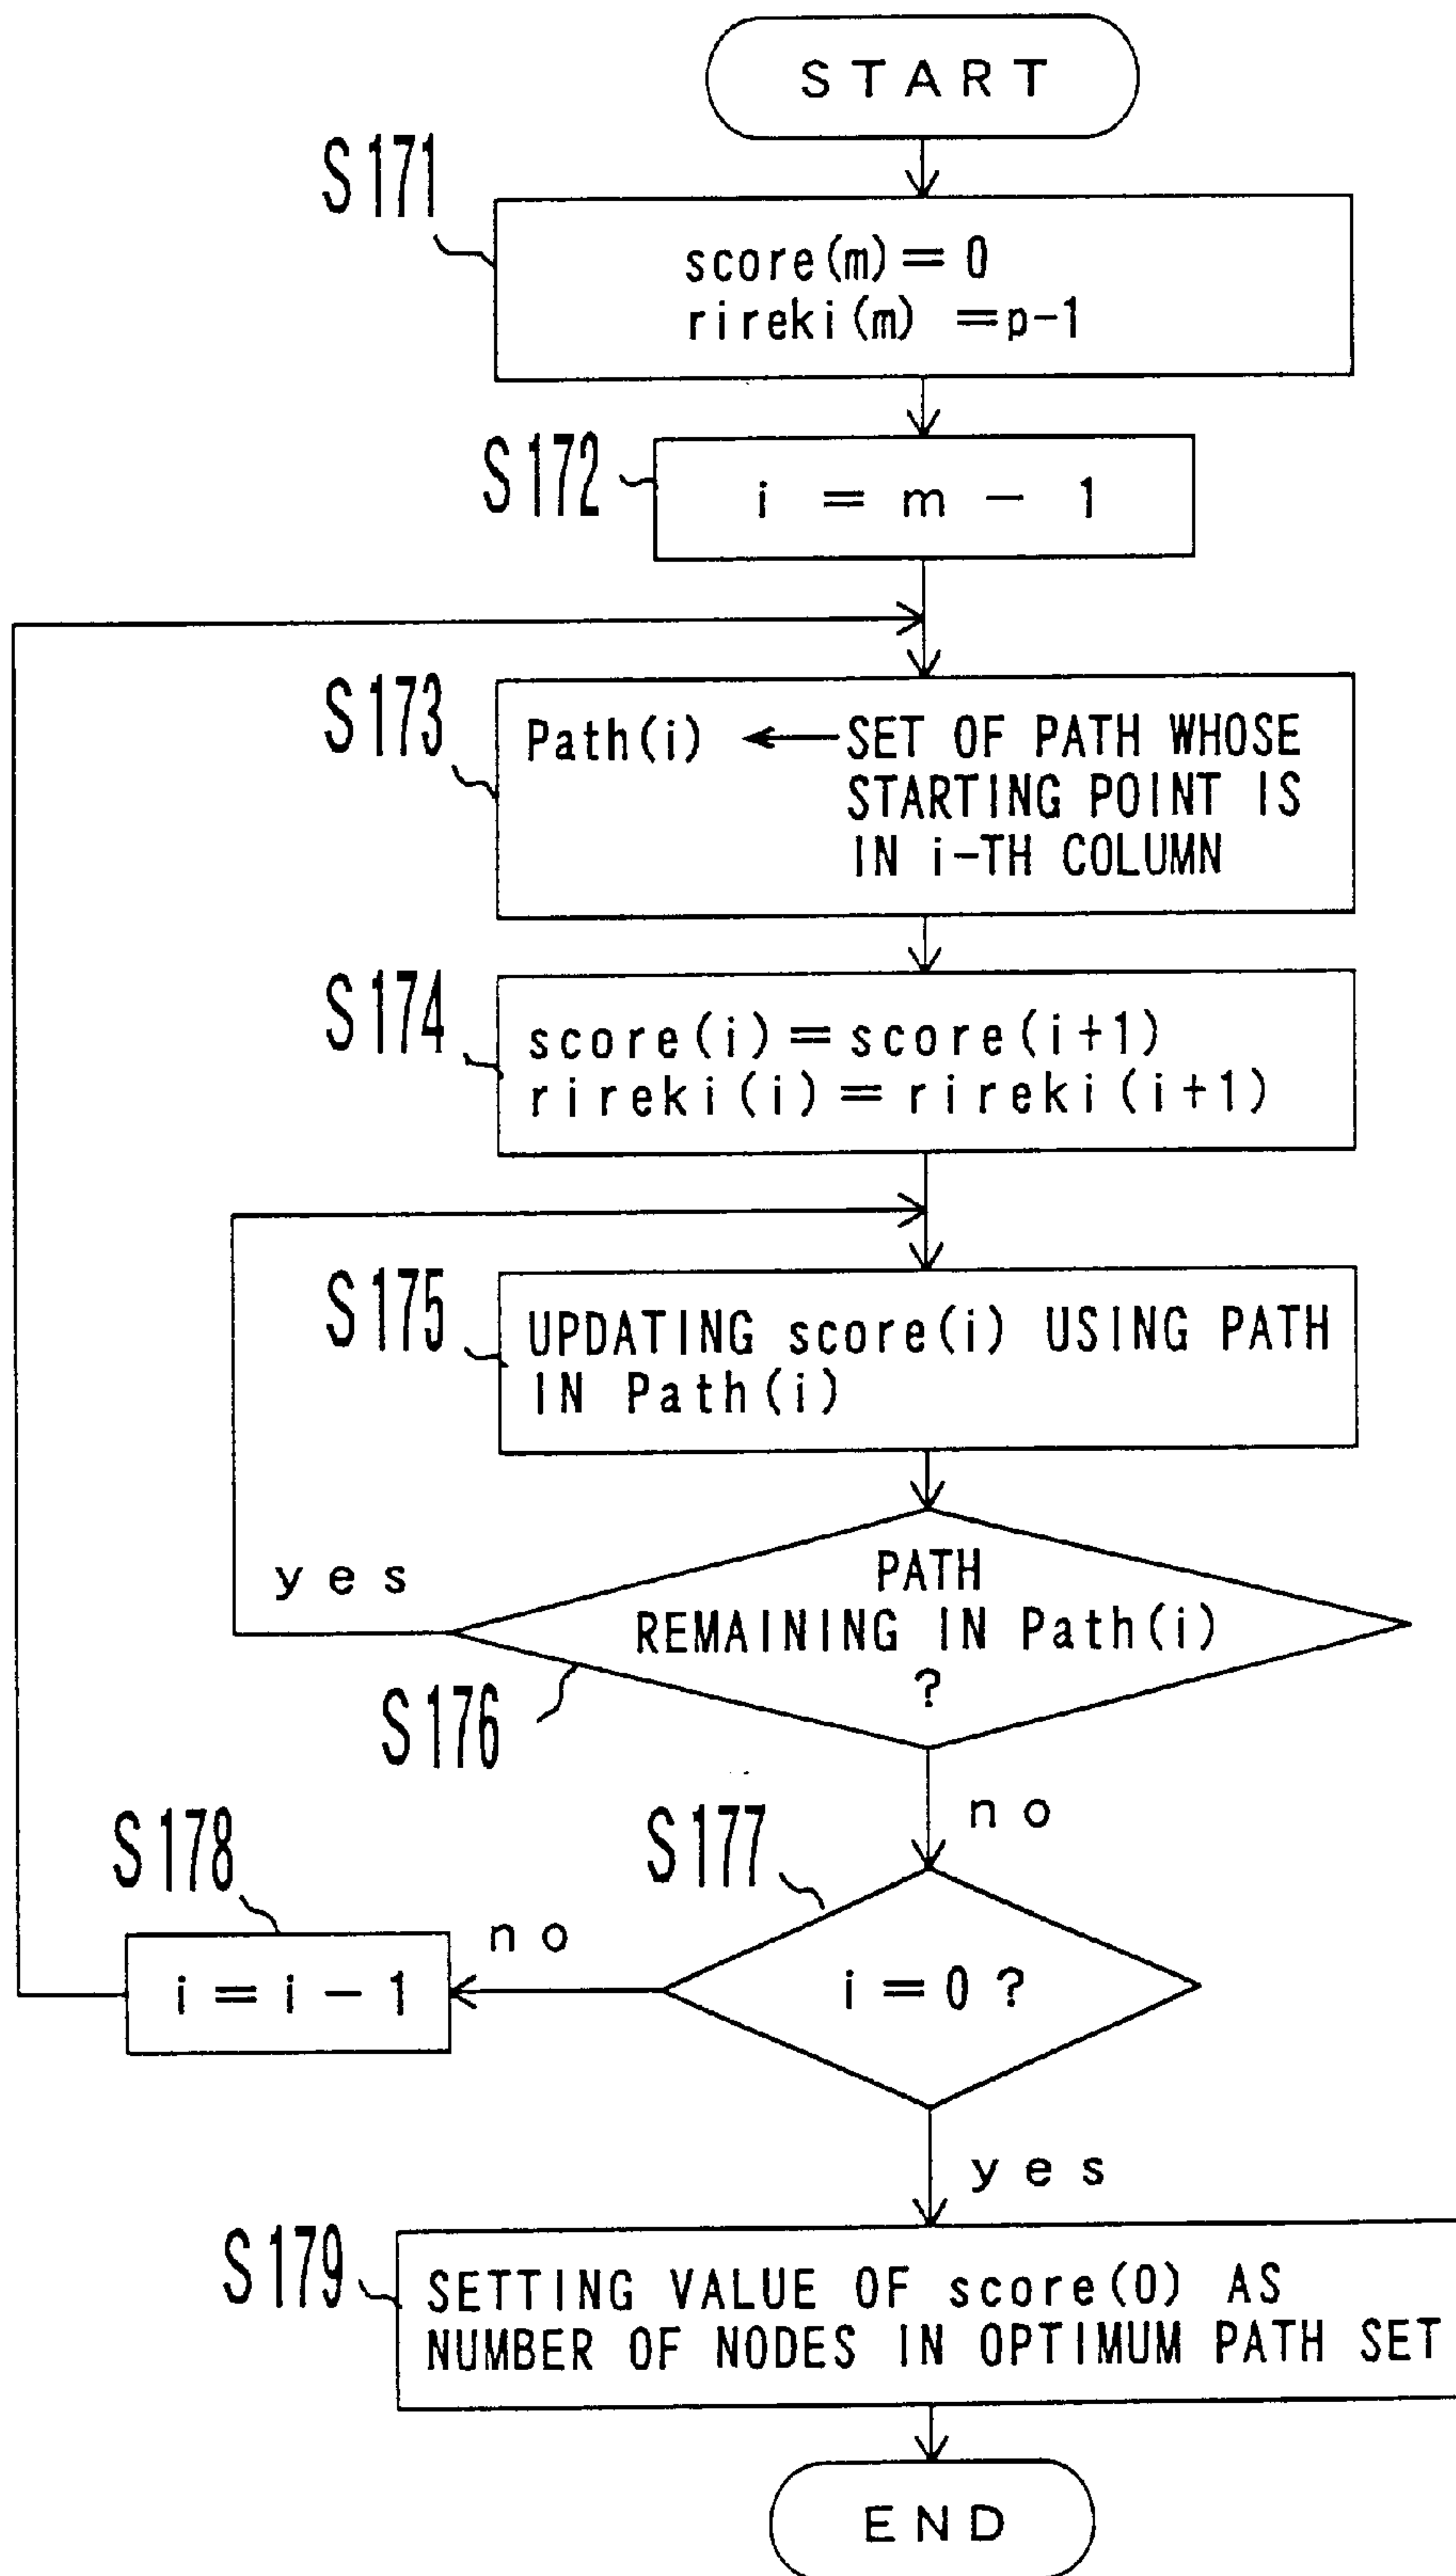 START
S171
score(m)=0
rireki(m) =p-1
S172
i = m - 1
S173
Path(i) ← SET OF PATH WHOSE
STARTING POINT IS
IN i-TH COLUMN
S174
score(i)=score(i+1)
rireki(i)=rireki(i+1)
S175
UPDATING score(i) USING PATH
IN Path(i)
yes
PATH
REMAINING IN Path(i)
?
S176
no
S177
S178
no
i=i-1
i=0?
yes
S179
SETTING VALUE OF score(0) AS
NUMBER OF NODES IN OPTIMUM PATH SET
END